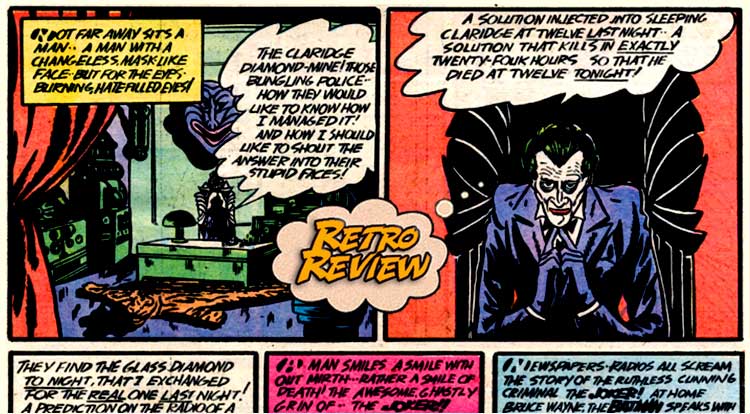 NOT FAR AWAY SITS A
MAN-- A MAN WITH A
CHANGELESS, MASK LIKE
FACE-BUT FOR THE EYES-
BURNING, HATE-FILLED EYES!
THE CLARIDGE
DIAMOND-MINE! THOSE
BUNGLING POLICE--
HOW THEY WOULD
LIKE TO KNOW HOW
I MANAGED IT!
AND HOW I SHOULD
LIKE TO SHOUT THE
ANSWER INTO THEIR
STUPID FACES!
A SOLUTION INJECTED INTO SLEEPING
CLARIDGE AT TWELVE LAST NIGHT-- A
SOLUTION THAT KILLS IN EXACTLY
TWENTY-FOUR HOURS SO THAT HE
DIED AT TWELVE TONIGHT!
RETRO
REVIEW
THEY FIND THE GLASS DIAMOND
TO NIGHT, THAT I EXCHANGED
FOR THE REAL ONE LAST NIGHT!
A PREDICTION ON THE RADIO OF A
A MAN SMILES A SMILE WITH
OUT MIRTH--RATHER A SMILE OF
DEATH! THE AWESOME, GHASTLY
GRIN OF-- THE JOKER!!
NEWSPAPERS-RADIOS ALL SCREAM
THE STORY OF THE RUTHLESS CUNNING
CRIMINAL THE JOKER! AT HOME
BRUCE WAYNE, THE BATMAN, SPEAKS WITH